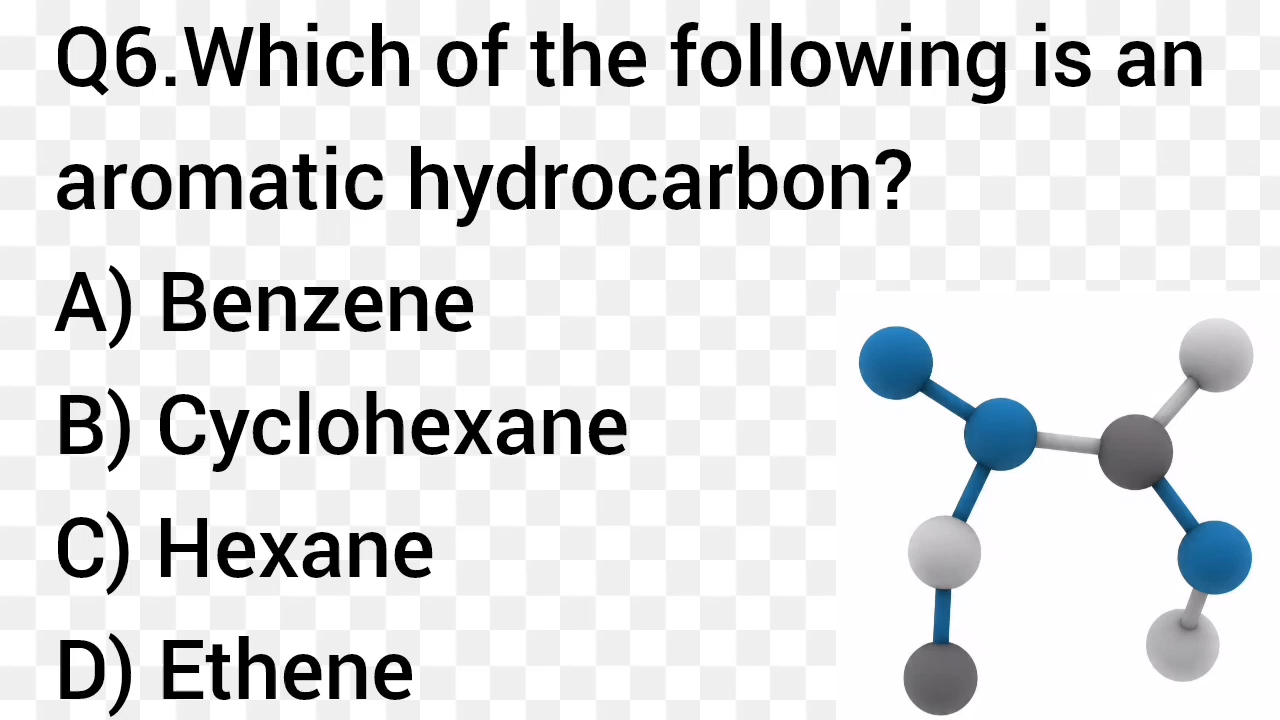 Q6.Which of the following is an
aromatic hydrocarbon?
A) Benzene
B) Cyclohexane
C) Hexane
D) Ethene